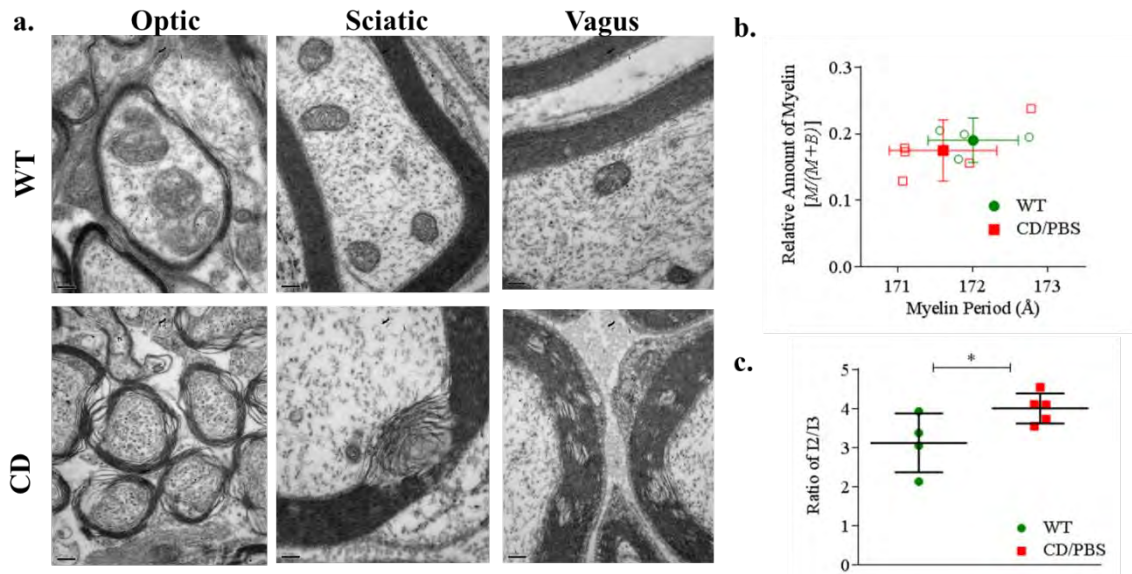 a.
Optic
Sciatic
Vagus
WT
CD
b.
Relative Amount of Myelin
[M/(M+B)]
0.3
0.2
0.1
0.0
WT
CD/PBS
171
172
173
Myelin Period (Å)
c.
Ratio of I2/I3
5
4
3
2
1
0
*
WT
CD/PBS